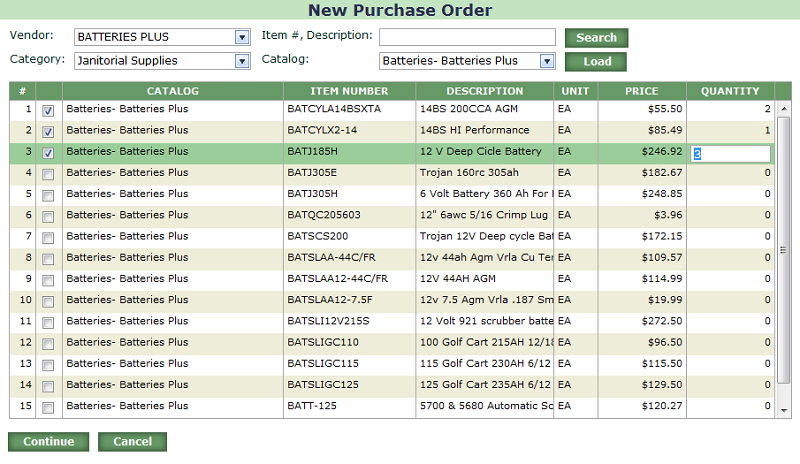 New Purchase Order
Vendor: BATTERIES PLUS Item #, Description: Search
Category: Janitorial Supplies Catalog: Batteries- Batteries Plus Load
# CATALOG ITEM NUMBER DESCRIPTION UNIT PRICE QUANTITY
1 Batteries- Batteries Plus BATCYLA14BSXTA 14BS 200CCA AGM EA $55.50 2
2 Batteries- Batteries Plus BATCYLX2-14 14BS HI Performance EA $85.49 1
3 Batteries- Batteries Plus BATJ185H 12 V Deep Cicle Battery EA $246.92 3
4 Batteries- Batteries Plus BATJ305E Trojan 160rc 305ah EA $182.67 0
5 Batteries- Batteries Plus BATJ305H 6 Volt Battery 360 Ah For EA $248.85 0
6 Batteries- Batteries Plus BATQC205603 12" 6awc 5/16 Crimp Lug EA $3.96 0
7 Batteries- Batteries Plus BATSCS200 Trojan 12V Deep cycle Bat EA $172.15 0
8 Batteries- Batteries Plus BATSLAA-44C/FR 12v 44ah Agm Vrla Cu Ter EA $109.57 0
9 Batteries- Batteries Plus BATSLAA12-44C/FR 12V 44AH AGM EA $114.99 0
10 Batteries- Batteries Plus BATSLAA12-7.5F 12v 7.5 Agm Vrla .187 Sm EA $19.99 0
11 Batteries- Batteries Plus BATSLI12V215S 12 Volt 921 scrubber batte EA $272.50 0
12 Batteries- Batteries Plus BATSLIGC110 100 Golf Cart 215AH 12/18 EA $96.50 0
13 Batteries- Batteries Plus BATSLIGC115 115 Golf Cart 230AH 6/12 EA $115.50 0
14 Batteries- Batteries Plus BATSLIGC125 125 Golf Cart 235AH 6/12 EA $129.50 0
15 Batteries- Batteries Plus BATT-125 5700 & 5680 Automatic Sc EA $120.27 0
Continue Cancel